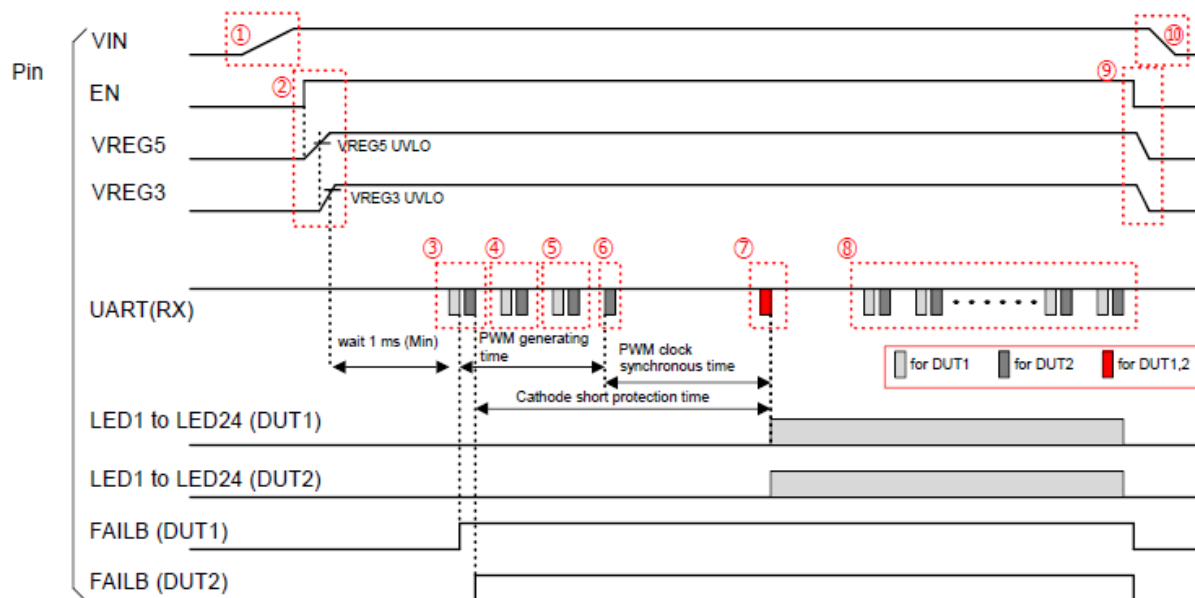 Pin
VIN
①
⑩
EN
②
⑨
VREG5
VREG5 UVLO
VREG3
VREG3 UVLO
③
④
⑤
⑥
⑦
⑧
UART(RX)
wait 1 ms (Min)
PWM generating
time
PWM clock
synchronous time
for DUT1
for DUT2
for DUT1,2
Cathode short protection time
LED1 to LED24 (DUT1)
LED1 to LED24 (DUT2)
FAILB (DUT1)
FAILB (DUT2)